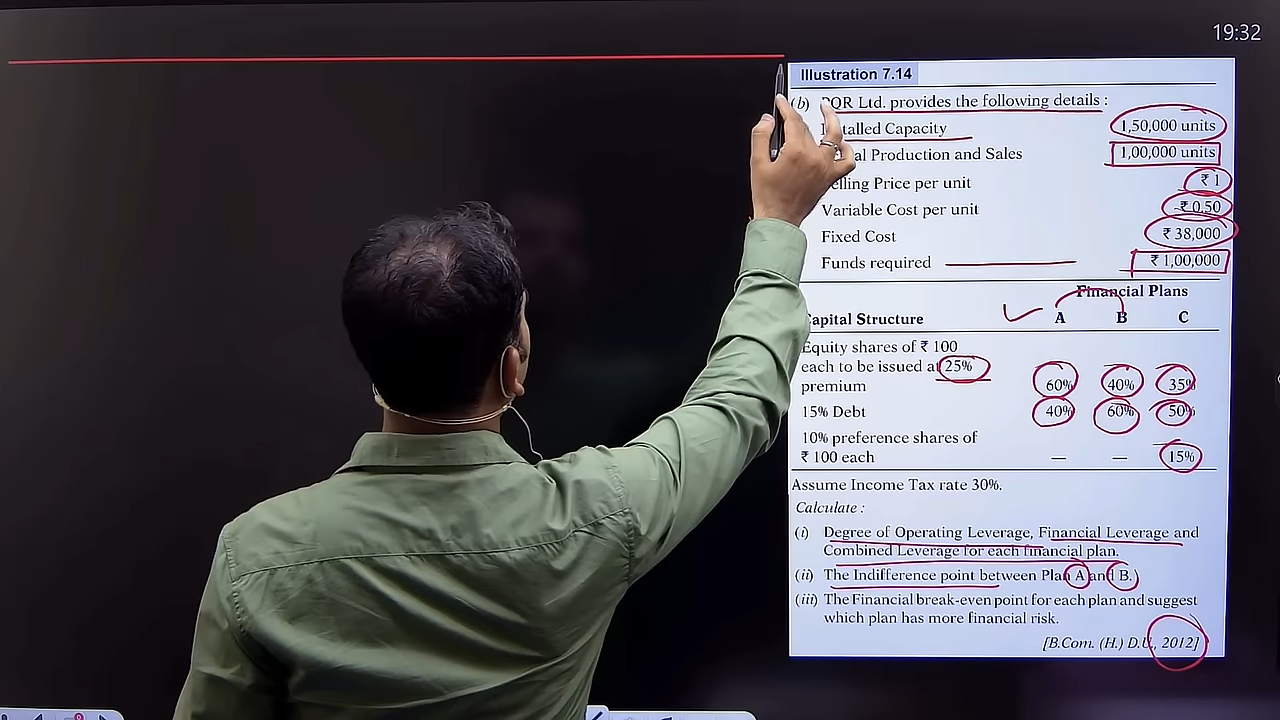 19:32
Illustration 7.14
(b) PQR Ltd. provides the following details :
Capacity 1,50,000 units
Production and Sales 1,00,000 units
Price per unit ₹ 1
Variable Cost per unit ₹ 0.50
Fixed Cost ₹ 38,000
Funds required ₹ 1,00,000
Financial Plans
Capital Structure A B C
Equity shares of ₹ 100
each to be issued at 25%
premium 60% 40% 35%
15% Debt 40% 60% 50%
10% preference shares of
₹ 100 each — — 15%
Assume Income Tax rate 30%.
Calculate :
(i) Degree of Operating Leverage, Financial Leverage and
Combined Leverage for each financial plan.
(ii) The Indifference point between Plan A and B.
(iii) The Financial break-even point for each plan and suggest
which plan has more financial risk.
[B.Com. (H.) D.U., 2012]